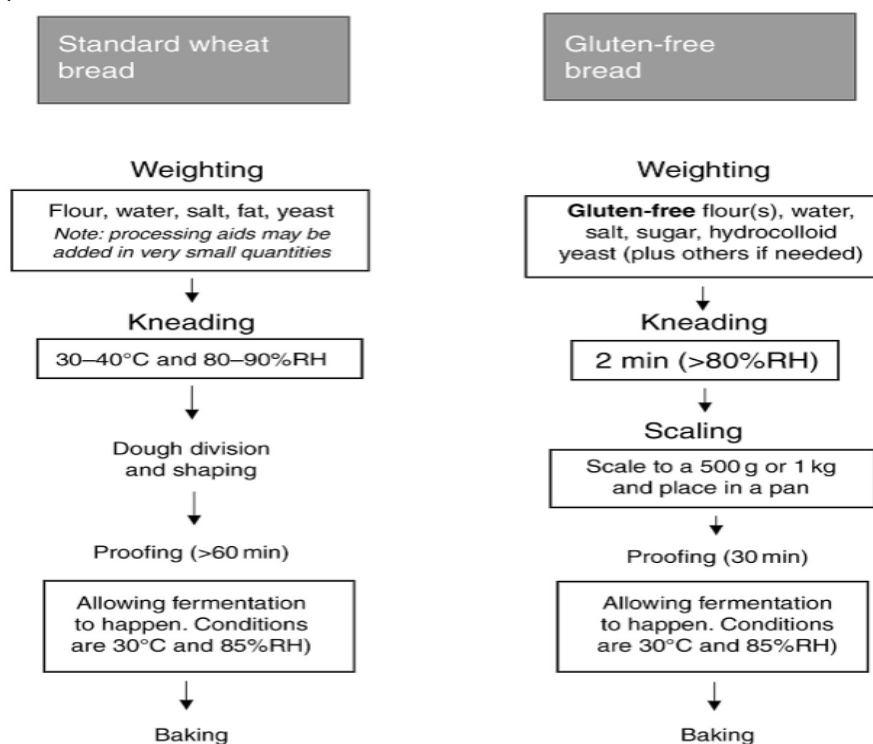 Standard wheat
bread
Weighting
Flour, water, salt, fat, yeast
Note: processing aids may be
added in very small quantities
Kneading
30–40°C and 80–90%RH
Dough division
and shaping
Proofing (>60 min)
Allowing fermentation
to happen. Conditions
are 30°C and 85%RH)
Baking
Gluten-free
bread
Weighting
Gluten-free flour(s), water,
salt, sugar, hydrocolloid
yeast (plus others if needed)
Kneading
2 min (>80%RH)
Scaling
Scale to a 500 g or 1 kg
and place in a pan
Proofing (30 min)
Allowing fermentation
to happen. Conditions
are 30°C and 85%RH)
Baking